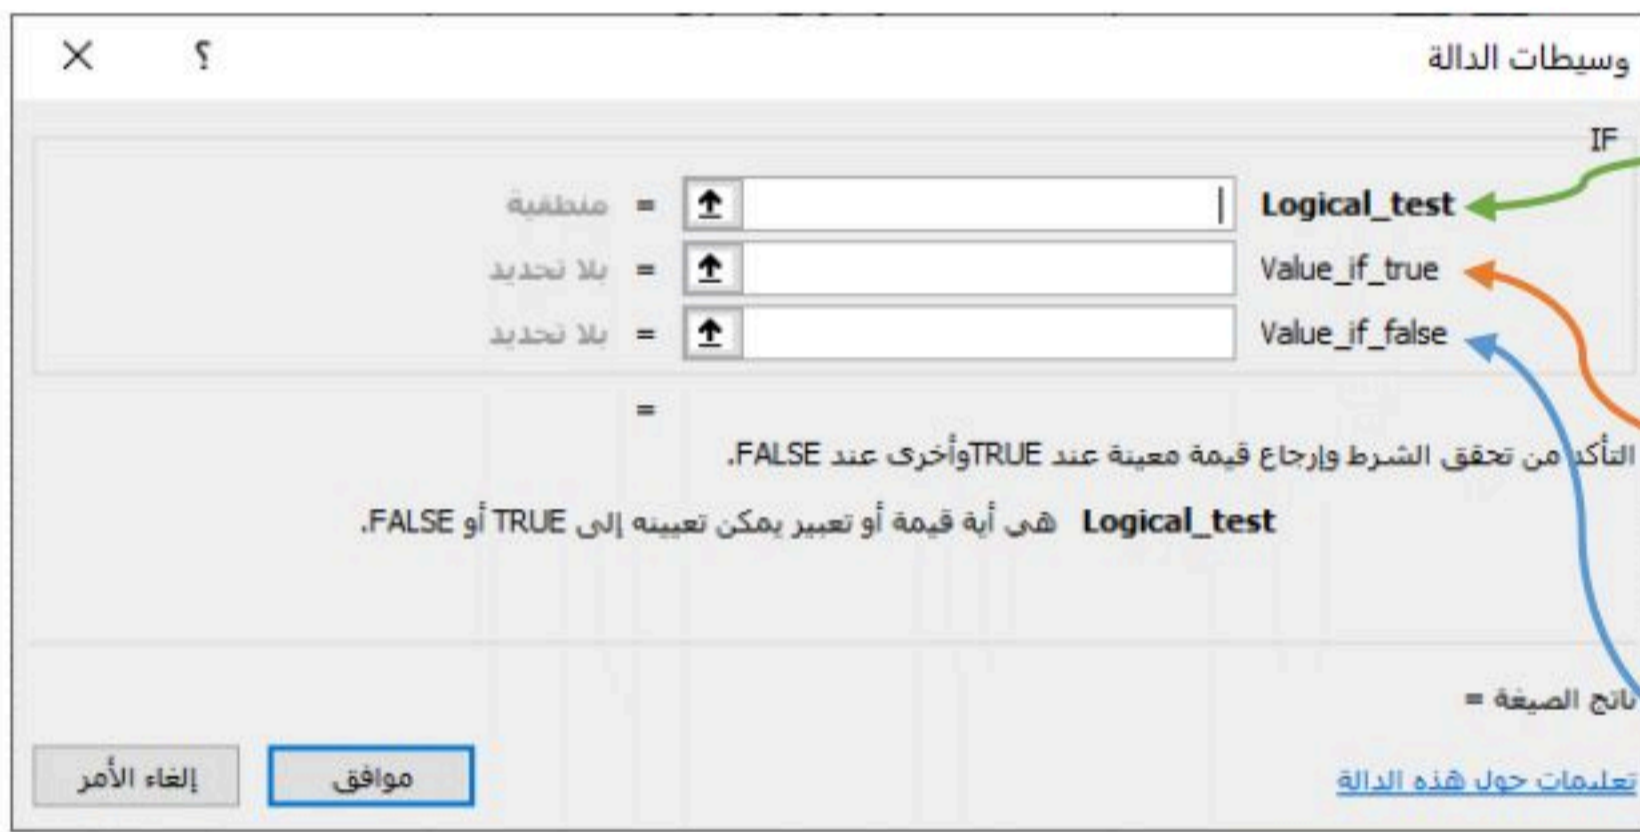 وسيطات الدالة ؟
IF
Logical_test = منطقية
Value_if_true = بلا تحديد
Value_if_false = بلا تحديد
=
التأكد من تحقق الشرط وإرجاع قيمة معينة عند TRUEوأخرى عند FALSE.
Logical_test هي أية قيمة أو تعبير يمكن تعيينه إلى TRUE أو FALSE.
ناتج الصيغة =
تعليمات حول هذه الدالة
موافق
إلغاء الأمر